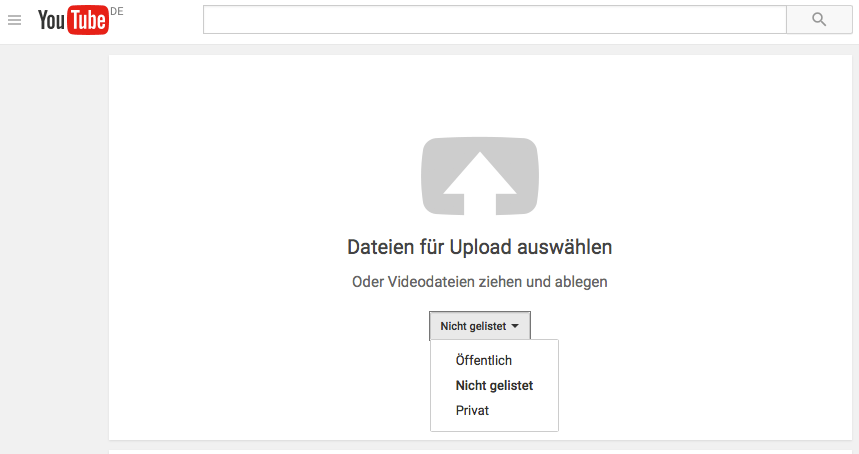 YouTube DE
Dateien für Upload auswählen
Oder Videodateien ziehen und ablegen
Nicht gelistet
Öffentlich
Nicht gelistet
Privat